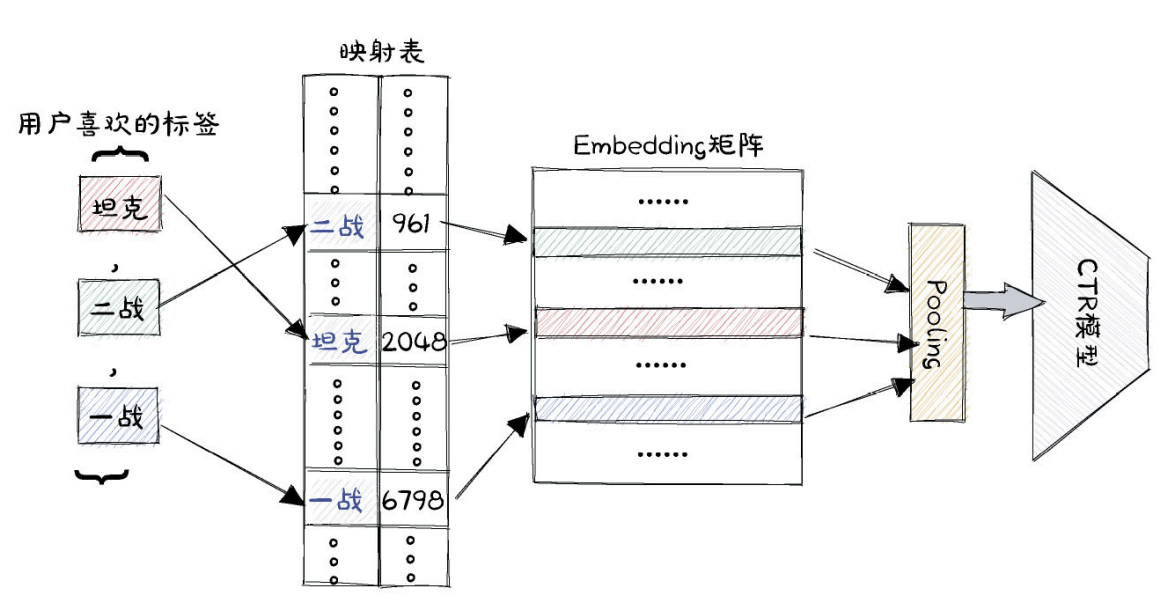 用户喜欢的标签
{
坦克
,
二战
,
一战
}
映射表
二战 961
坦克 2048
一战 6798
Embedding矩阵
......
......
......
......
Pooling
CTR模型